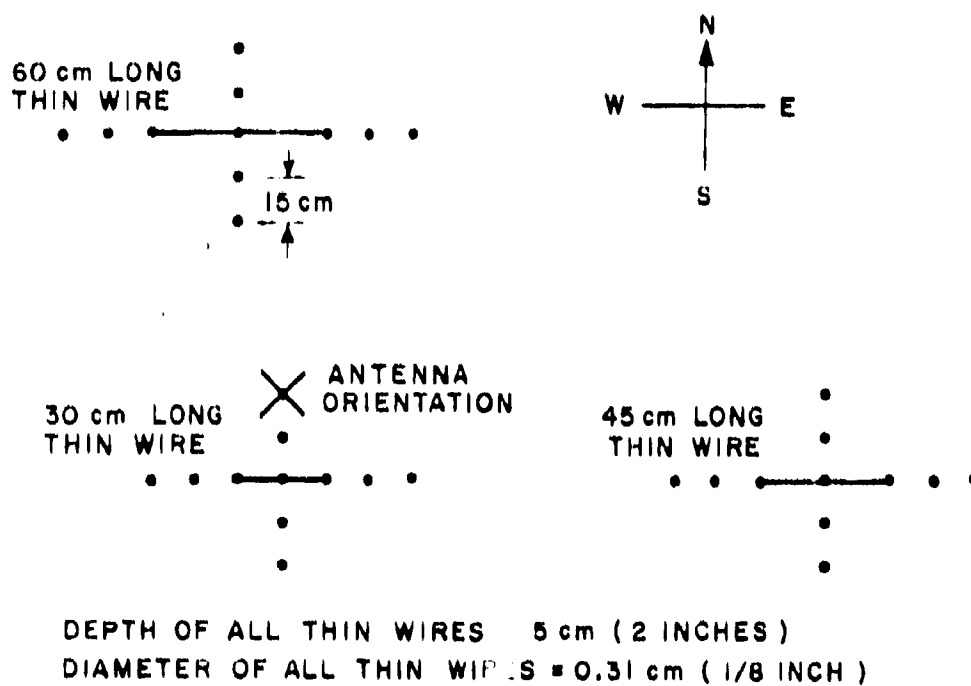 60 cm LONG
THIN WIRE
N
W
E
S
15 cm
ANTENNA
ORIENTATION
30 cm LONG
THIN WIRE
45 cm LONG
THIN WIRE
DEPTH OF ALL THIN WIRES 5 cm ( 2 INCHES )
DIAMETER OF ALL THIN = 0.31 cm ( 1/8 INCH )